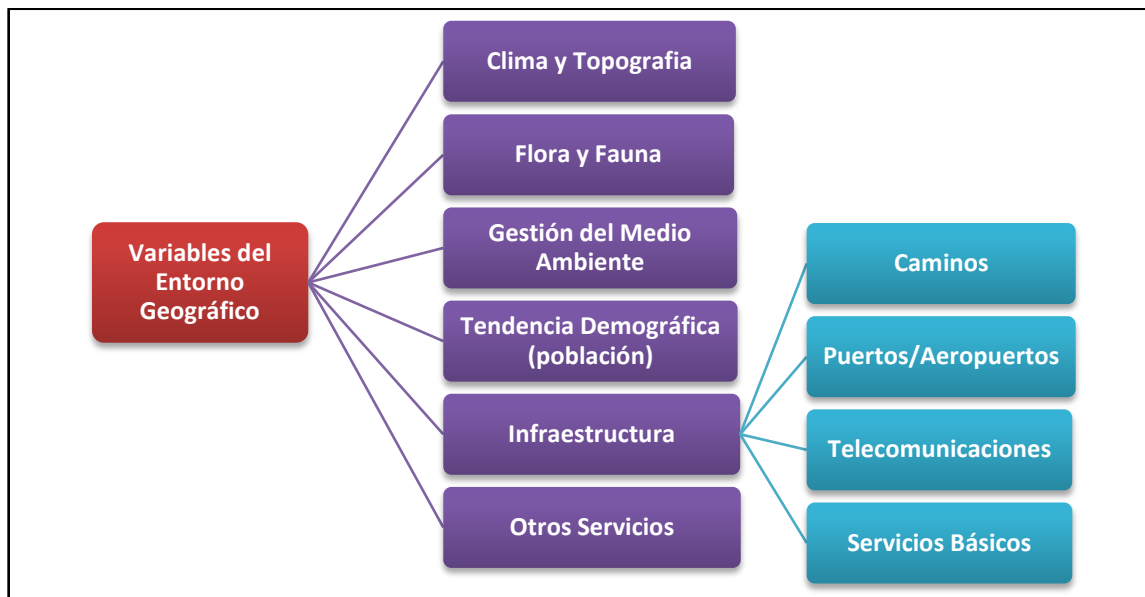 Clima y Topografia
Flora y Fauna
Gestión del Medio
Ambiente
Variables del
Entorno
Geográfico
Tendencia Demográfica
(población)
Infraestructura
Otros Servicios
Caminos
Puertos/Aeropuertos
Telecomunicaciones
Servicios Básicos